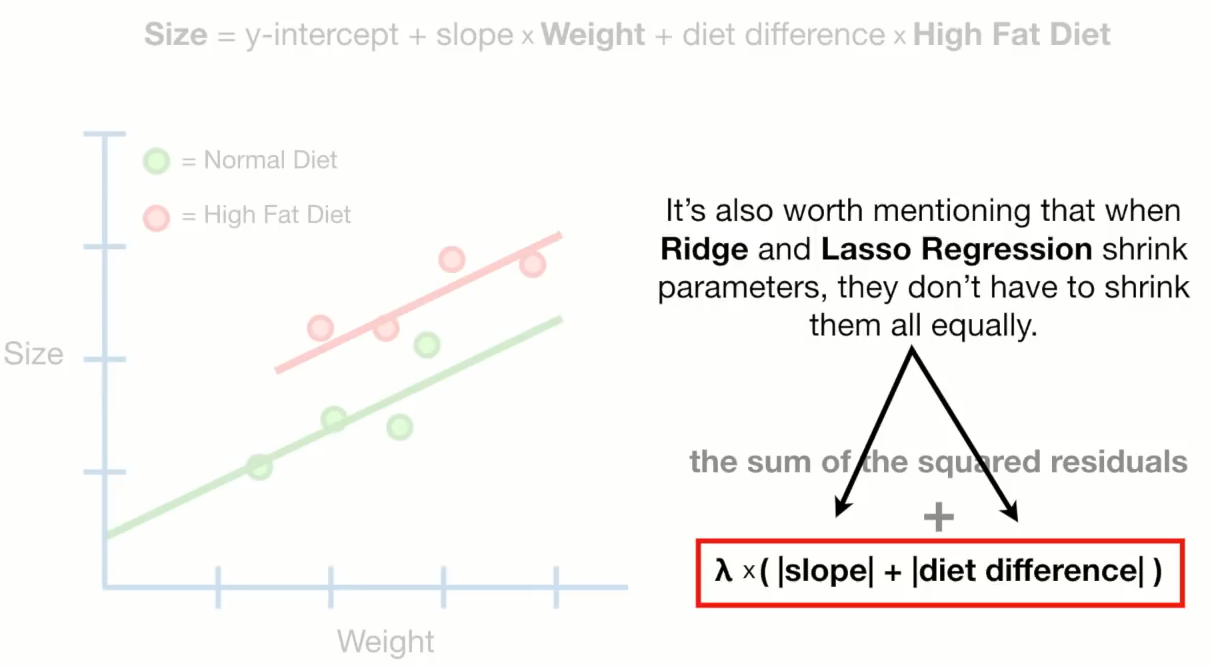 Size = y-intercept + slope x Weight + diet difference x High Fat Diet
= Normal Diet
= High Fat Diet
Size
Weight
It's also worth mentioning that when
Ridge and Lasso Regression shrink
parameters, they don't have to shrink
them all equally.
the sum of the squared residuals
+
λ x ( |slope| + |diet difference| )